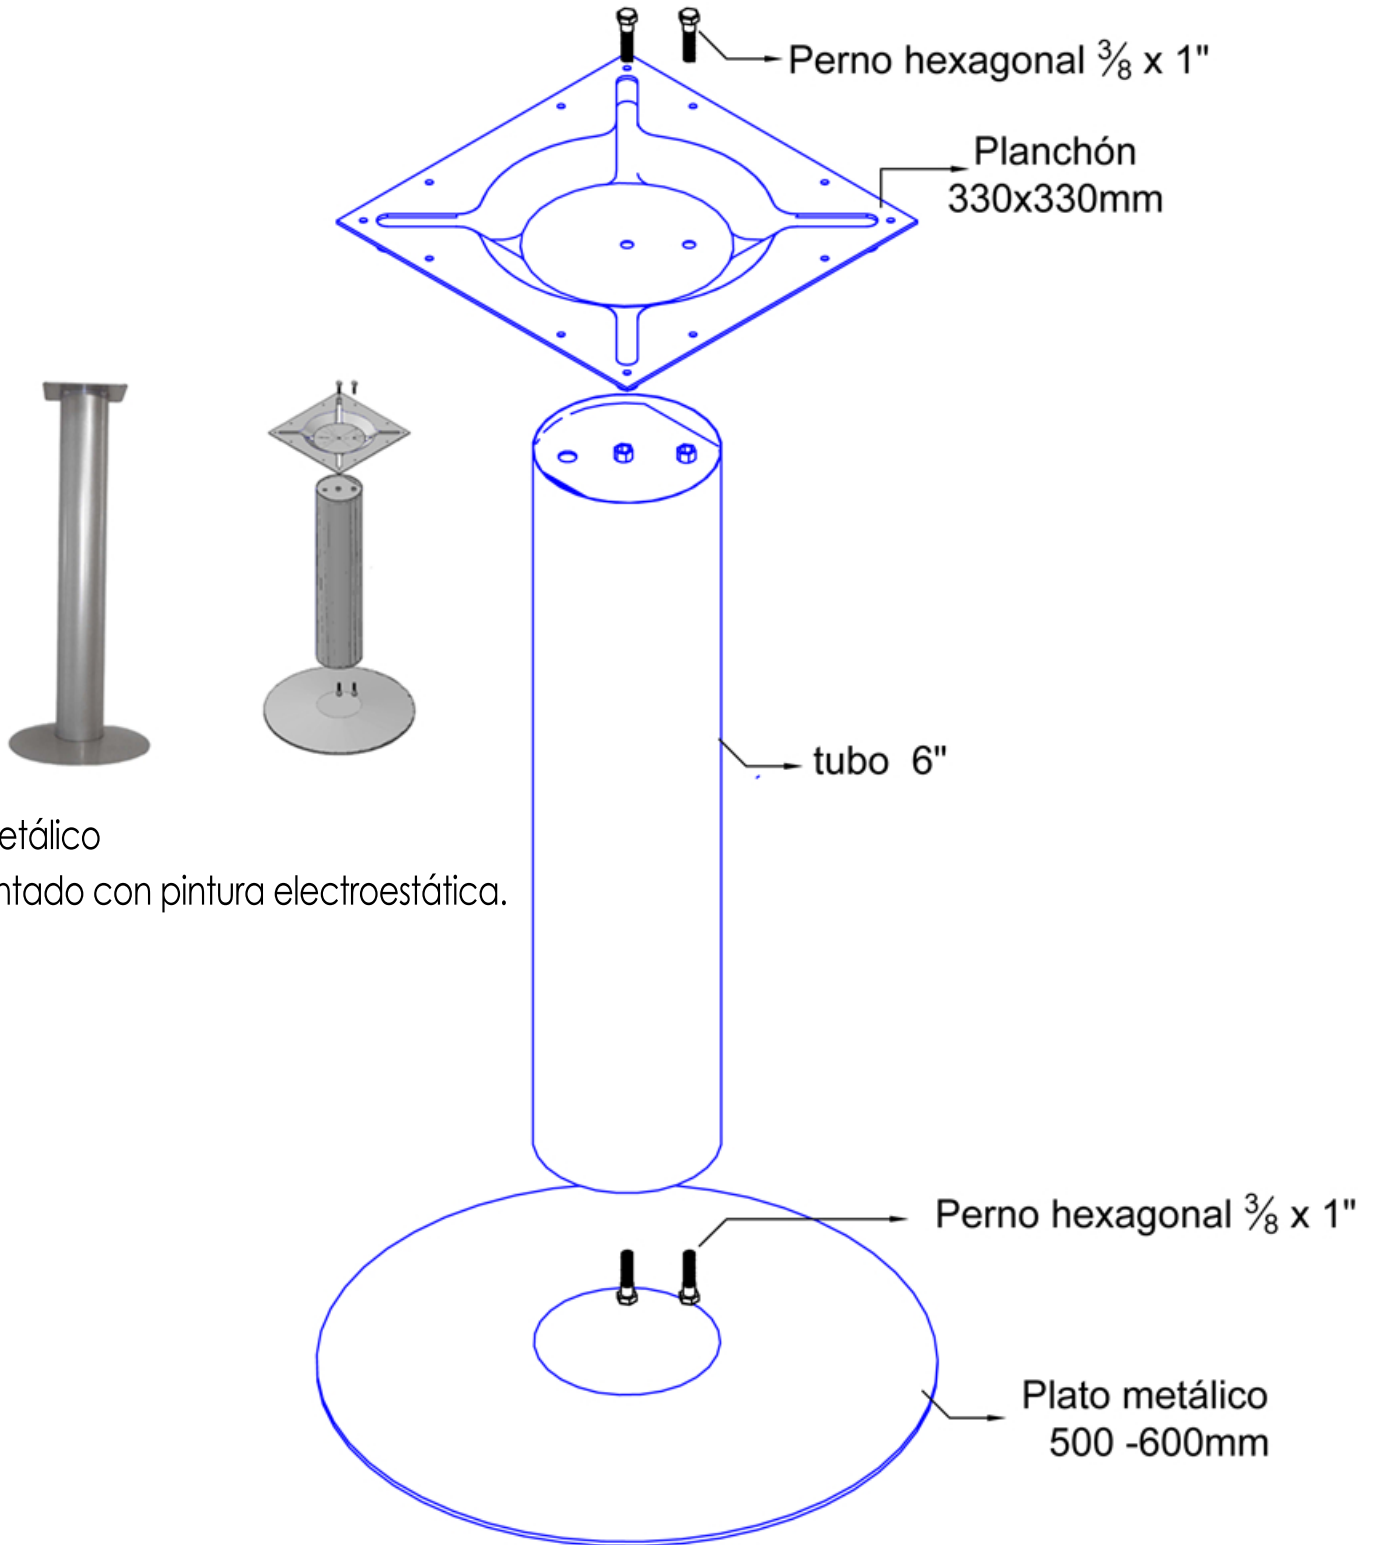 Perno hexagonal ⅜ x 1"
Planchón
330x330mm
tubo 6"
etálico
ntado con pintura electroestática.
Perno hexagonal ⅜ x 1"
Plato metálico
500 -600mm